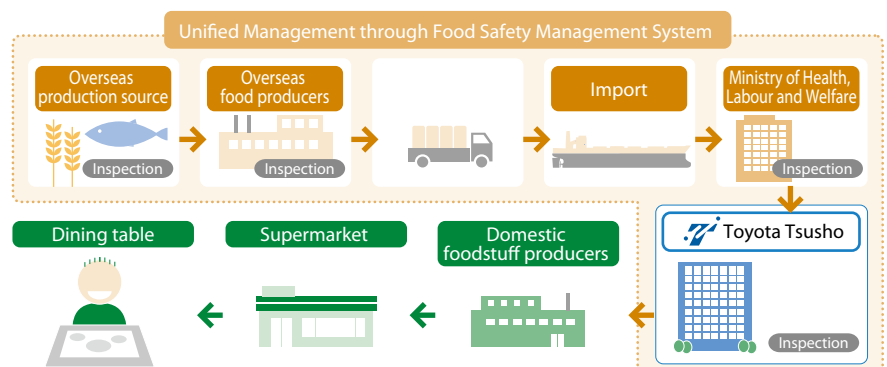 Unified Management through Food Safety Management System
Overseas
production source
Inspection
Overseas
food producers
Inspection
Import
Ministry of Health,
Labour and Welfare
Inspection
Toyota Tsusho
Inspection
Domestic
foodstuff producers
Supermarket
Dining table